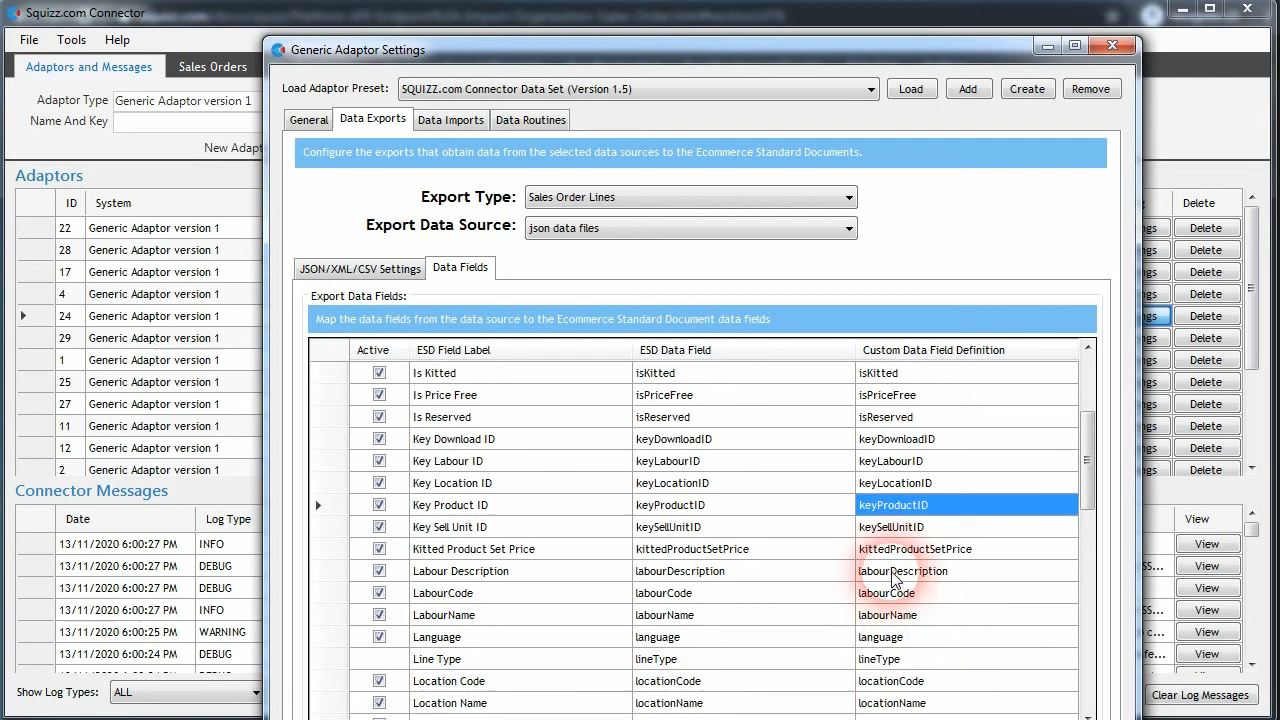 Squizz.com Connector
File Tools Help
Adaptors and Messages Sales Orders
Adaptor Type Generic Adaptor version 1
Name And Key
New Adapt
Adaptors
ID System
22 Generic Adaptor version 1
28 Generic Adaptor version 1
17 Generic Adaptor version 1
4 Generic Adaptor version 1
24 Generic Adaptor version 1
29 Generic Adaptor version 1
1 Generic Adaptor version 1
25 Generic Adaptor version 1
27 Generic Adaptor version 1
11 Generic Adaptor version 1
12 Generic Adaptor version 1
2 Generic Adaptor version 1
Connector Messages
Date Log Type
13/11/2020 6:00:27 PM INFO
13/11/2020 6:00:27 PM DEBUG
13/11/2020 6:00:27 PM INFO
13/11/2020 6:00:27 PM DEBUG
13/11/2020 6:00:25 PM WARNING
13/11/2020 6:00:24 PM DEBUG
Show Log Types: ALL
Generic Adaptor Settings
Load Adaptor Preset: SQUIZZ.com Connector Data Set (Version 1.5) Load Add Create Remove
General Data Exports Data Imports Data Routines
Configure the exports that obtain data from the selected data sources to the Ecommerce Standard Documents.
Export Type: Sales Order Lines
Export Data Source: json data files
JSON/XML/CSV Settings Data Fields
Export Data Fields:
Map the data fields from the data source to the Ecommerce Standard Document data fields
Active ESD Field Label ESD Data Field Custom Data Field Definition
Is Kitted isKitted isKitted
Is Price Free isPriceFree isPriceFree
Is Reserved isReserved isReserved
Key Download ID keyDownloadID keyDownloadID
Key Labour ID keyLabourID keyLabourID
Key Location ID keyLocationID keyLocationID
Key Product ID keyProductID keyProductID
Key Sell Unit ID keySellUnitID keySellUnitID
Kitted Product Set Price kittedProductSetPrice kittedProductSetPrice
Labour Description labourDescription labourDescription
LabourCode labourCode labourCode
LabourName labourName labourName
Language language language
Line Type lineType lineType
Location Code locationCode locationCode
Location Name locationName locationName
Delete
ngs Delete
ngs Delete
ngs Delete
ngs Delete
ngs Delete
ngs Delete
ngs Delete
ngs Delete
ngs Delete
ngs Delete
ngs Delete
ngs Delete
View
View
SS... View
View
S... View
o c... View
fe... View
Clear Log Messages